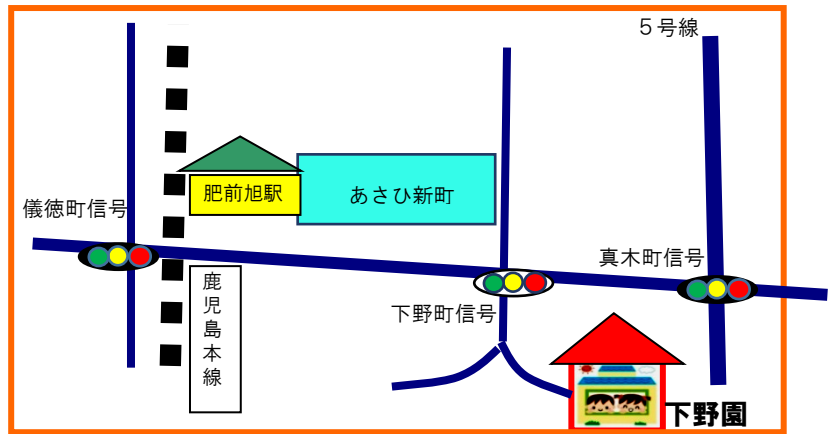 5号線
肥前旭駅
あさひ新町
儀徳町信号
真木町信号
鹿児島本線
下野町信号
下野園